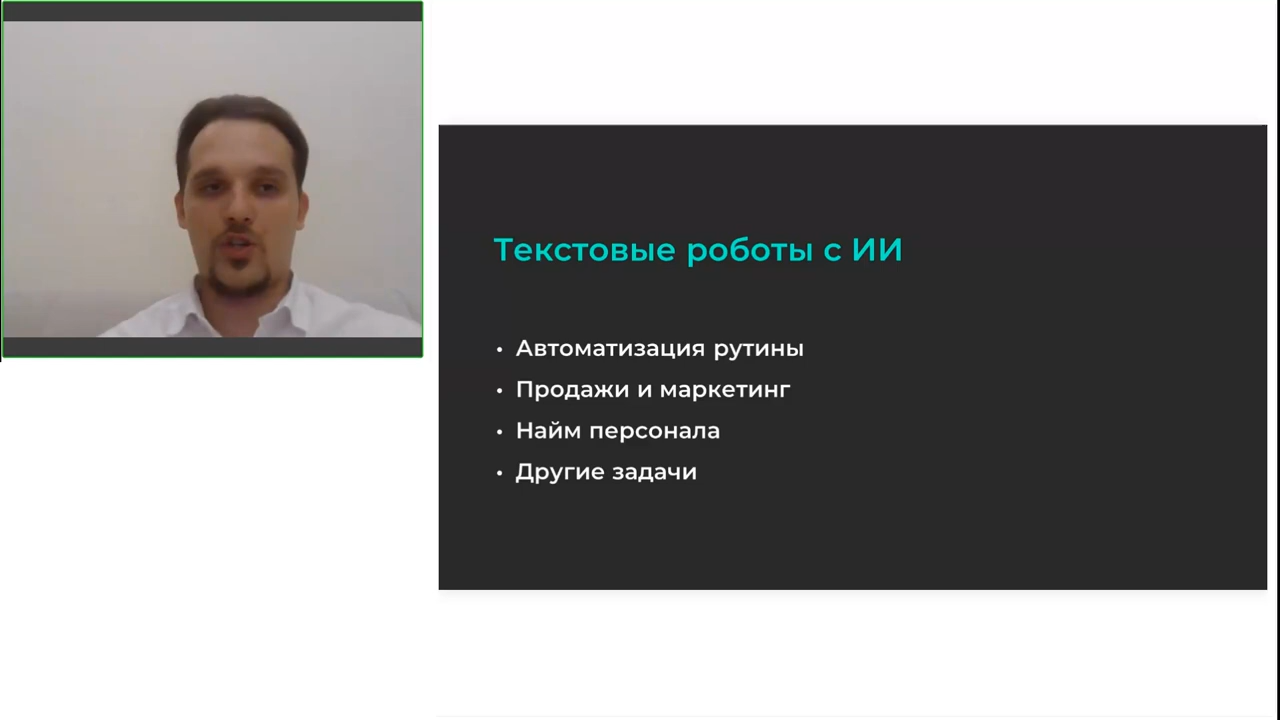 Текстовые роботы с ИИ
• Автоматизация рутины
• Продажи и маркетинг
• Найм персонала
• Другие задачи